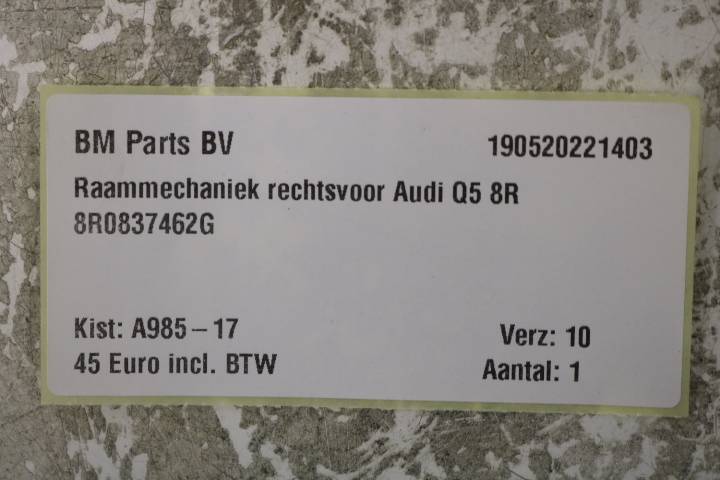 BM Parts BV 190520221403
Raammechaniek rechtsvoor Audi Q5 8R
8R0837462G
Kist: A985-17 Verz: 10
45 Euro incl. BTW Aantal: 1